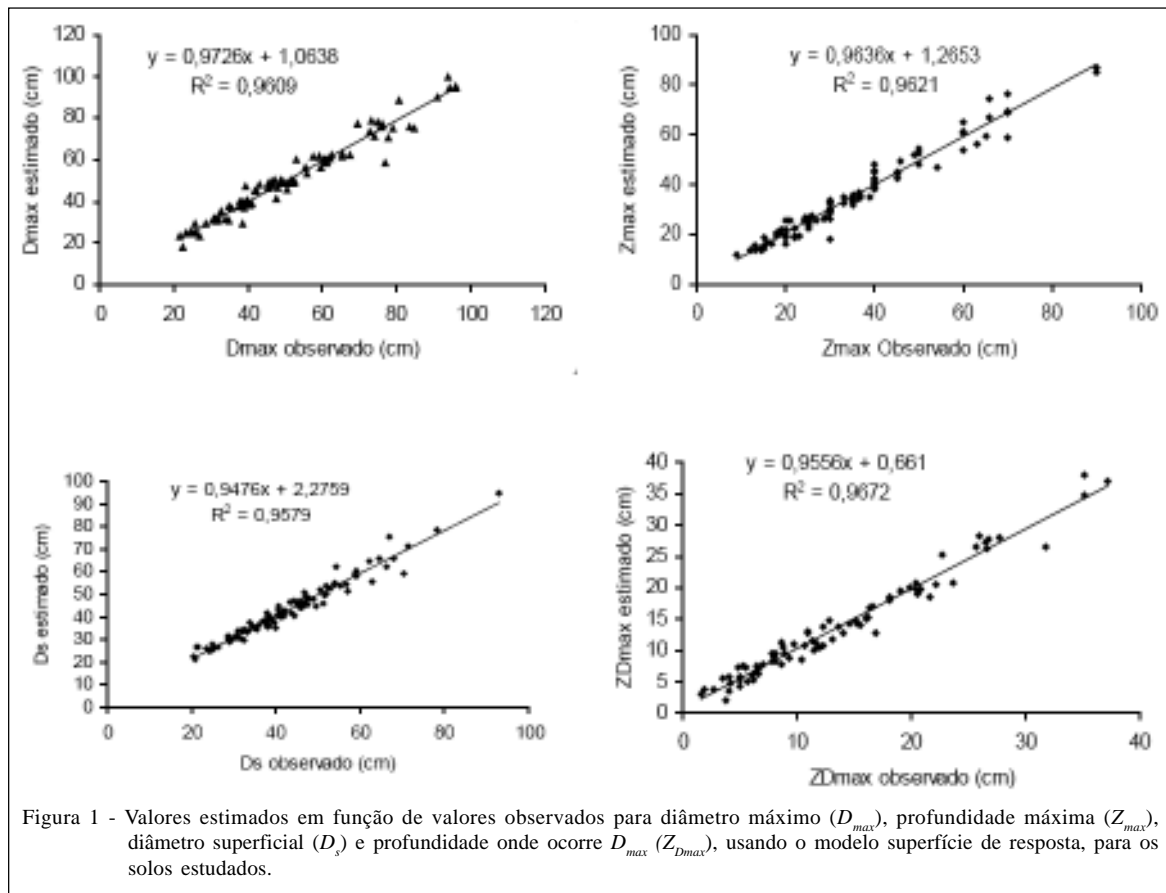 y = 0,9726x + 1,0638
R² = 0,9609
Dmax estimado (cm)
120
100
80
60
40
20
0
0 20 40 60 80 100 120
Dmax observado (cm)
y = 0,9636x + 1,2653
R² = 0,9621
Zmax estimado (cm)
100
80
60
40
20
0
0 20 40 60 80 100
Zmax Observado (cm)
y = 0,9476x + 2,2759
R² = 0,9579
Ds estimado (cm)
100
90
80
70
60
50
40
30
20
10
0
0 20 40 60 80 100
Ds observado (cm)
y = 0,9556x + 0,661
R² = 0,9672
ZDmax estimado (cm)
40
35
30
25
20
15
10
5
0
0 10 20 30 40
ZDmax observado (cm)
Figura 1 - Valores estimados em função de valores observados para diâmetro máximo (D_max), profundidade máxima (Z_max),
diâmetro superficial (D_s) e profundidade onde ocorre D_max (Z_Dmax), usando o modelo superfície de resposta, para os
solos estudados.